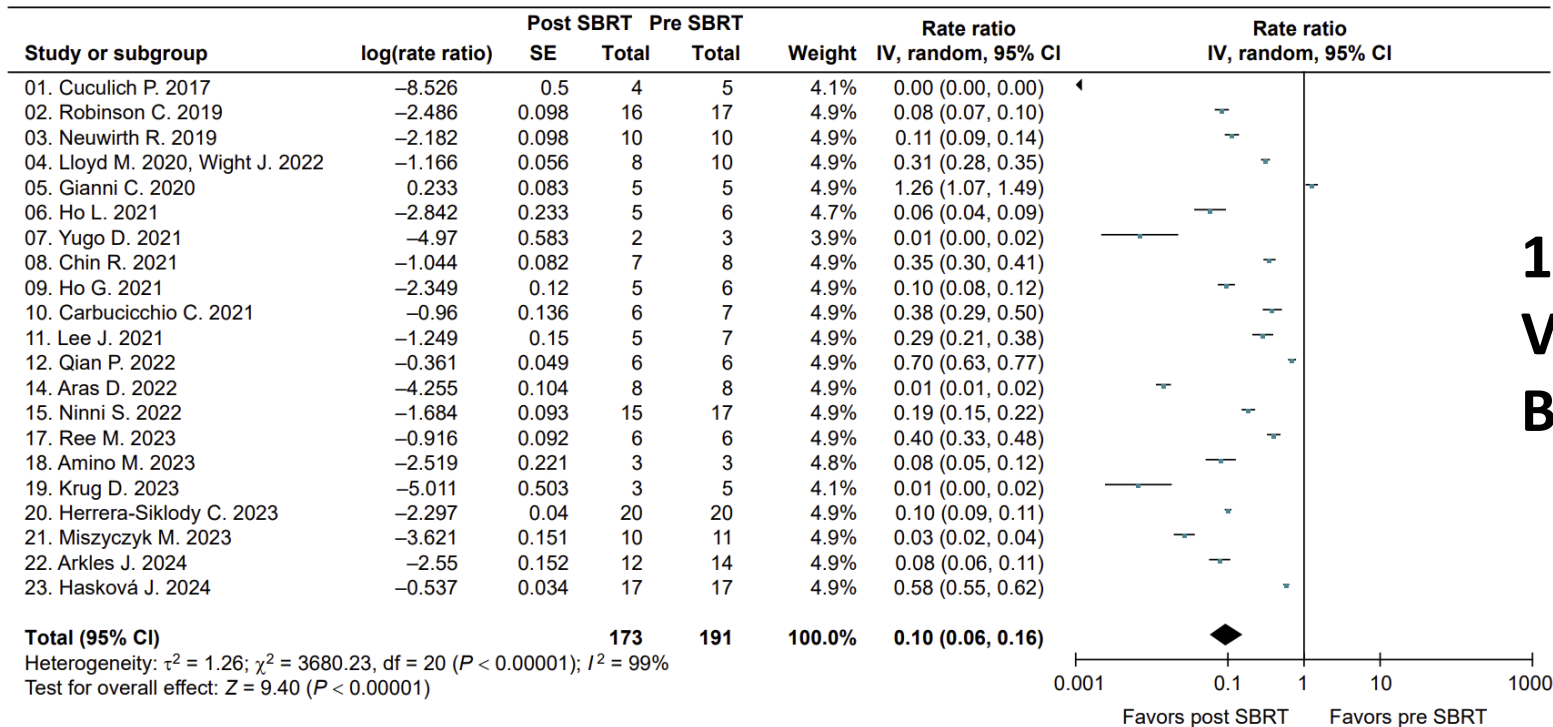 Post SBRT Pre SBRT Rate ratio Rate ratio
Study or subgroup log(rate ratio) SE Total Total Weight IV, random, 95% CI IV, random, 95% CI
01. Cuculich P. 2017 –8.526 0.5 4 5 4.1% 0.00 (0.00, 0.00)
02. Robinson C. 2019 –2.486 0.098 16 17 4.9% 0.08 (0.07, 0.10)
03. Neuwirth R. 2019 –2.182 0.098 10 10 4.9% 0.11 (0.09, 0.14)
04. Lloyd M. 2020, Wight J. 2022 –1.166 0.056 8 10 4.9% 0.31 (0.28, 0.35)
05. Gianni C. 2020 0.233 0.083 5 5 4.9% 1.26 (1.07, 1.49)
06. Ho L. 2021 –2.842 0.233 5 6 4.7% 0.06 (0.04, 0.09)
07. Yugo D. 2021 –4.97 0.583 2 3 3.9% 0.01 (0.00, 0.02)
08. Chin R. 2021 –1.044 0.082 7 8 4.9% 0.35 (0.30, 0.41)
09. Ho G. 2021 –2.349 0.12 5 6 4.9% 0.10 (0.08, 0.12)
10. Carbucicchio C. 2021 –0.96 0.136 6 7 4.9% 0.38 (0.29, 0.50)
11. Lee J. 2021 –1.249 0.15 5 7 4.9% 0.29 (0.21, 0.38)
12. Qian P. 2022 –0.361 0.049 6 6 4.9% 0.70 (0.63, 0.77)
14. Aras D. 2022 –4.255 0.104 8 8 4.9% 0.01 (0.01, 0.02)
15. Ninni S. 2022 –1.684 0.093 15 17 4.9% 0.19 (0.15, 0.22)
17. Ree M. 2023 –0.916 0.092 6 6 4.9% 0.40 (0.33, 0.48)
18. Amino M. 2023 –2.519 0.221 3 3 4.8% 0.08 (0.05, 0.12)
19. Krug D. 2023 –5.011 0.503 3 5 4.1% 0.01 (0.00, 0.02)
20. Herrera-Siklody C. 2023 –2.297 0.04 20 20 4.9% 0.10 (0.09, 0.11)
21. Miszyczyk M. 2023 –3.621 0.151 10 11 4.9% 0.03 (0.02, 0.04)
22. Arkles J. 2024 –2.55 0.152 12 14 4.9% 0.08 (0.06, 0.11)
23. Hasková J. 2024 –0.537 0.034 17 17 4.9% 0.58 (0.55, 0.62)
Total (95% CI) 173 191 100.0% 0.10 (0.06, 0.16)
Heterogeneity: τ² = 1.26; χ² = 3680.23, df = 20 (P < 0.00001); I² = 99%
Test for overall effect: Z = 9.40 (P < 0.00001)
0.001 0.1 1 10 1000
Favors post SBRT Favors pre SBRT
1
V
B